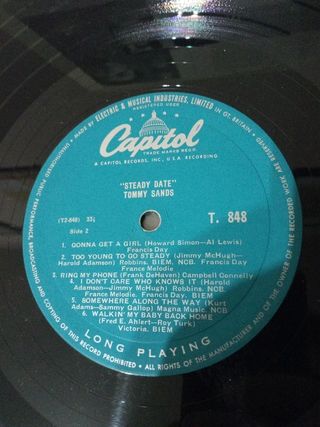 MADE BY ELECTRIC & MUSICAL INDUSTRIES, LIMITED IN GT. BRITAIN
REGISTERED USER
Capitol
TRADE MARKS REGD.
A CAPITOL RECORDS, INC., U.S.A. RECORDING
"STEADY DATE"
TOMMY SANDS
(T2-848) 33⅓
T. 848
Side 2
1. GONNA GET A GIRL (Howard Simon—Al Lewis)
Francis Day
2. TOO YOUNG TO GO STEADY (Jimmy McHugh—
Harold Adamson) Robbins. BIEM. NCB. Francis Day
France Melodie
3. RING MY PHONE (Frank DeHaven) Campbell Connelly
4. I DON'T CARE WHO KNOWS IT (Harold
Adamson—Jimmy McHugh) Robbins. NCB.
France Melodie. Francis Day. BIEM
5. SOMEWHERE ALONG THE WAY (Kurt
Adams—Sammy Gallop) Magna Music. NCB
6. WALKIN' MY BABY BACK HOME
(Fred E. Ahlert—Roy Turk)
Victoria. BIEM
LONG PLAYING
UNAUTHORISED PUBLIC PERFORMANCE, BROADCASTING AND COPYING OF THIS RECORD PROHIBITED • ALL RIGHTS OF THE MANUFACTURER AND OF THE OWNER OF THE RECORDED WORK, ARE RESERVED